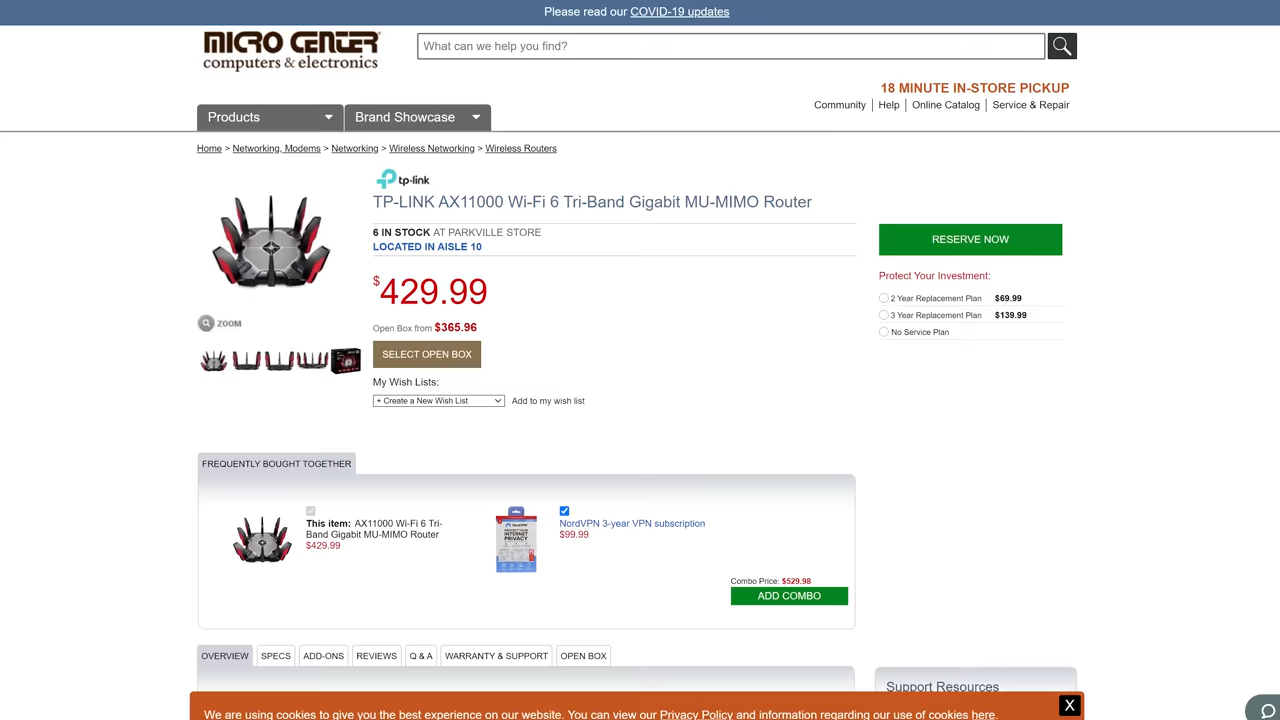 Please read our COVID-19 updates
MICRO CENTER
computers & electronics
What can we help you find?
18 MINUTE IN-STORE PICKUP
Community
Help
Online Catalog
Service & Repair
Products
Brand Showcase
Home > Networking, Modems > Networking > Wireless Networking > Wireless Routers
tp-link
TP-LINK AX11000 Wi-Fi 6 Tri-Band Gigabit MU-MIMO Router
6 IN STOCK AT PARKVILLE STORE
LOCATED IN AISLE 10
$429.99
Open Box from $365.96
SELECT OPEN BOX
My Wish Lists:
+ Create a New Wish List
Add to my wish list
ZOOM
RESERVE NOW
Protect Your Investment:
2 Year Replacement Plan $69.99
3 Year Replacement Plan $139.99
No Service Plan
FREQUENTLY BOUGHT TOGETHER
This item: AX11000 Wi-Fi 6 Tri-
Band Gigabit MU-MIMO Router
$429.99
NordVPN
PROTECT YOUR
INTERNET
PRIVACY
NordVPN 3-year VPN subscription
$99.99
Combo Price: $529.98
ADD COMBO
OVERVIEW
SPECS
ADD-ONS
REVIEWS
Q & A
WARRANTY & SUPPORT
OPEN BOX
Support Resources
We are using cookies to give you the best experience on our website. You can view our Privacy Policy and information regarding our use of cookies here.
X